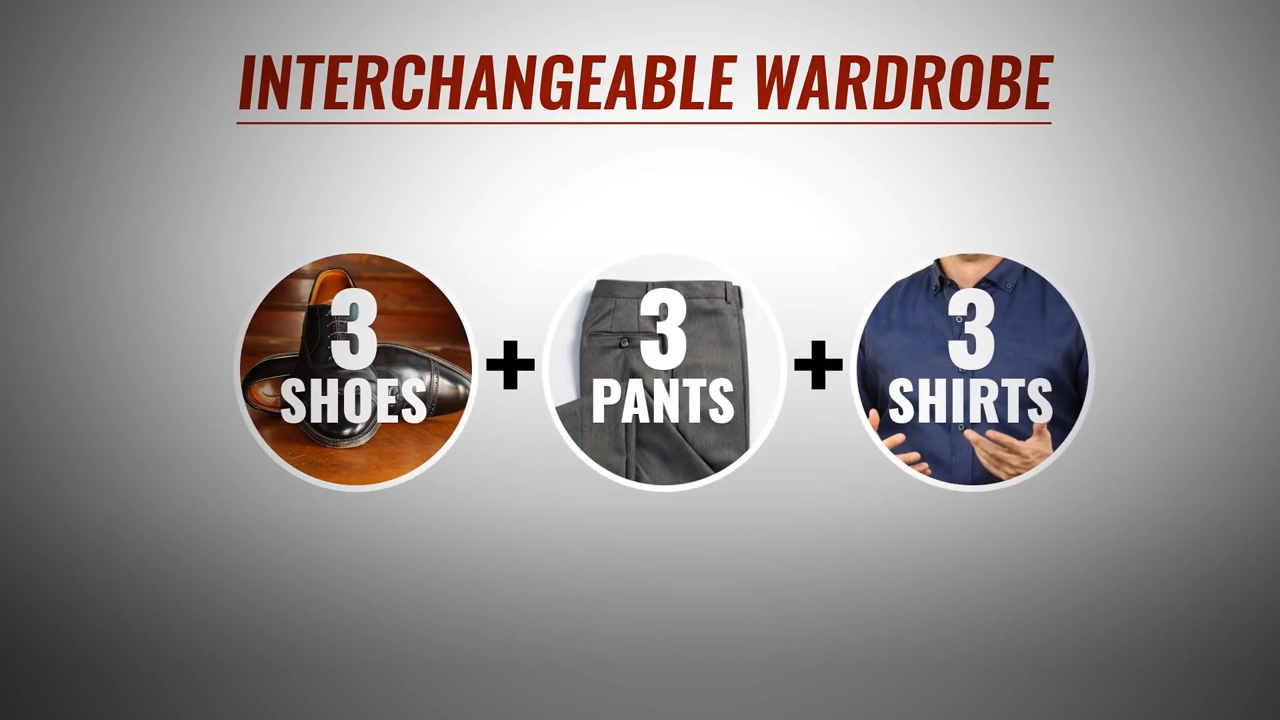 INTERCHANGEABLE WARDROBE
3 + 3 + 3
SHOES PANTS SHIRTS